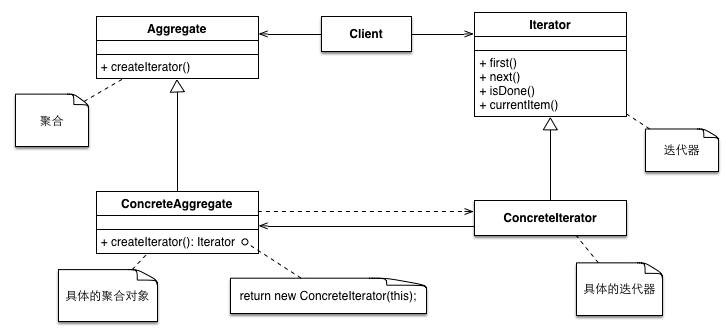 Aggregate
+ createIterator()
Client
Iterator
+ first()
+ next()
+ isDone()
+ currentItem()
聚合
迭代器
ConcreteAggregate
+ createIterator(): Iterator
ConcreteIterator
具体的聚合对象
return new ConcreteIterator(this);
具体的迭代器